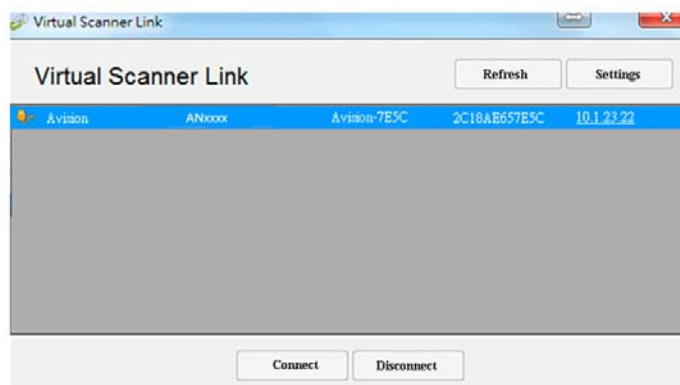 Virtual Scanner Link
Virtual Scanner Link Refresh Settings
Avision ANxxxx Avision-7E5C 2C18AE657E5C 10.1.23.22
Connect Disconnect